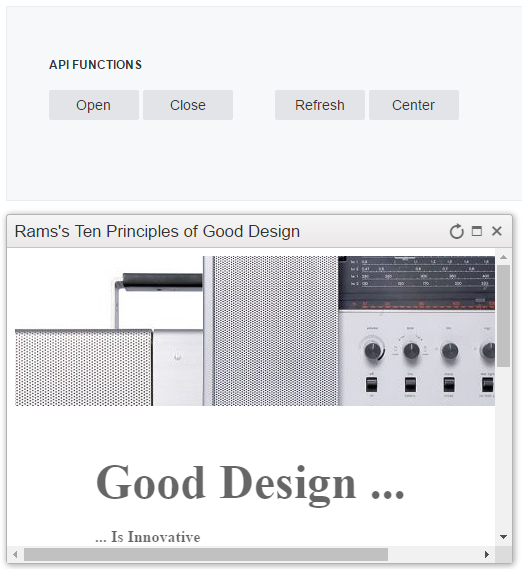 API FUNCTIONS
Open Close Refresh Center
Rams's Ten Principles of Good Design
Good Design ...
... Is Innovative